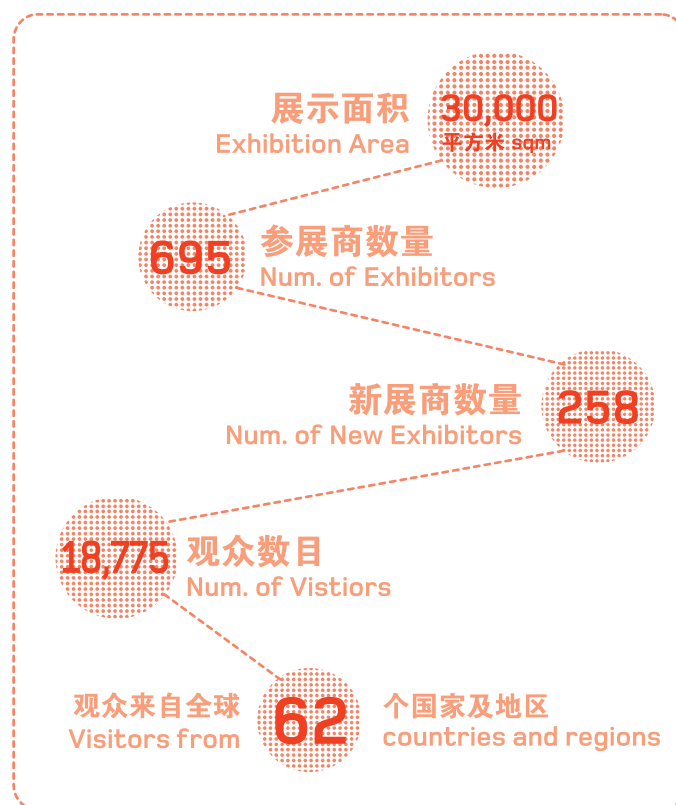 展示面积
Exhibition Area
30,000
平方米 sqm
695
参展商数量
Num. of Exhibitors
新展商数量
Num. of New Exhibitors
258
18,775
观众数目
Num. of Vistiors
观众来自全球
Visitors from
62
个国家及地区
countries and regions